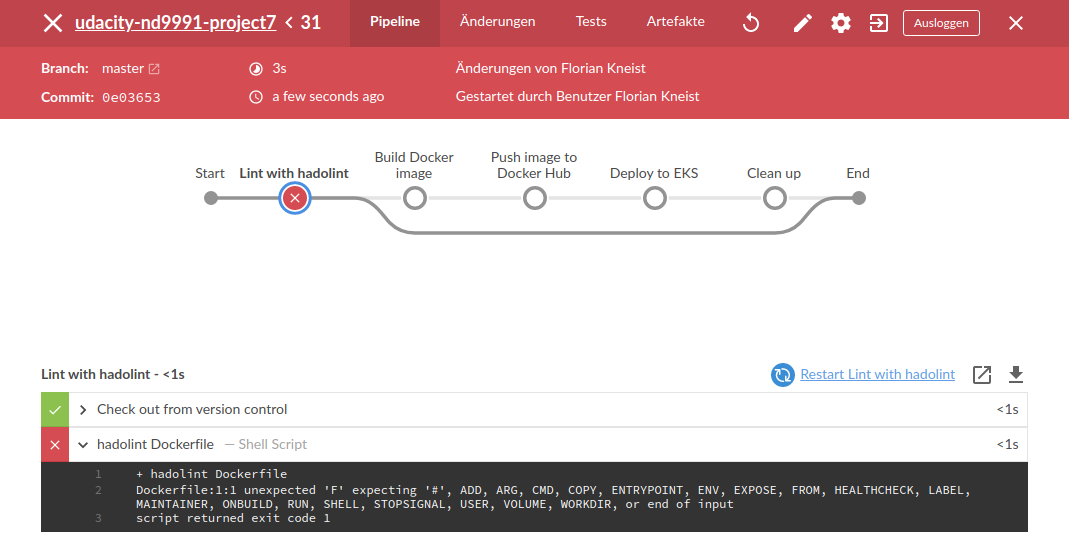 udacity-nd9991-project7 < 31 Pipeline Änderungen Tests Artefakte Ausloggen
Branch: master 3s Änderungen von Florian Kneist
Commit: 0e03653 a few seconds ago Gestartet durch Benutzer Florian Kneist
Start Lint with hadolint Build Docker image Push image to Docker Hub Deploy to EKS Clean up End
Lint with hadolint - <1s Restart Lint with hadolint
Check out from version control <1s
hadolint Dockerfile — Shell Script <1s
1 + hadolint Dockerfile
2 Dockerfile:1:1 unexpected 'F' expecting '#', ADD, ARG, CMD, COPY, ENTRYPOINT, ENV, EXPOSE, FROM, HEALTHCHECK, LABEL,
MAINTAINER, ONBUILD, RUN, SHELL, STOPSIGNAL, USER, VOLUME, WORKDIR, or end of input
3 script returned exit code 1